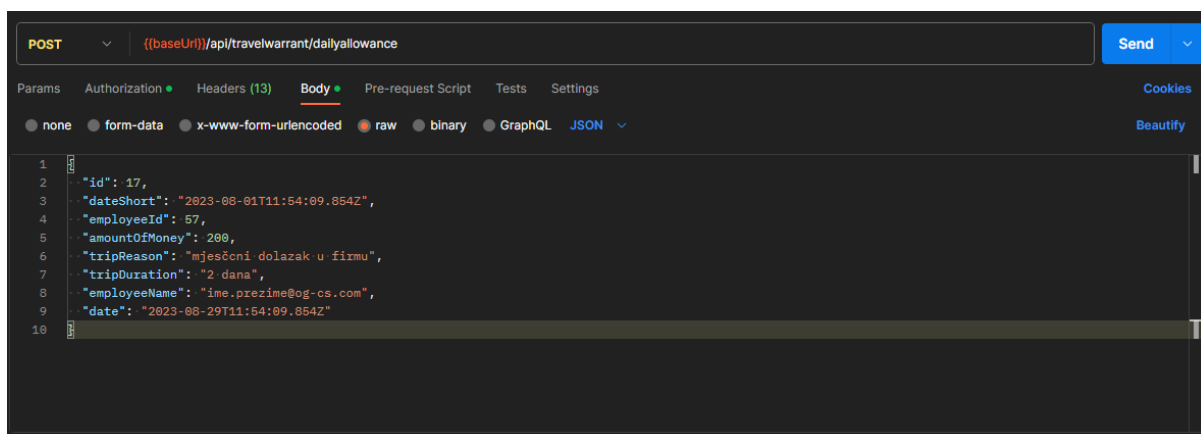 POST {{baseUrl}}/api/travelwarrant/dailyallowance Send
Params Authorization Headers (13) Body Pre-request Script Tests Settings Cookies
none form-data x-www-form-urlencoded raw binary GraphQL JSON Beautify
1 {
2 "id": 17,
3 "dateShort": "2023-08-01T11:54:09.854Z",
4 "employeeId": 57,
5 "amountOfMoney": 200,
6 "tripReason": "mjesčcni dolazak u firmu",
7 "tripDuration": "2 dana",
8 "employeeName": "ime.prezime@og-cs.com",
9 "date": "2023-08-29T11:54:09.854Z"
10 }